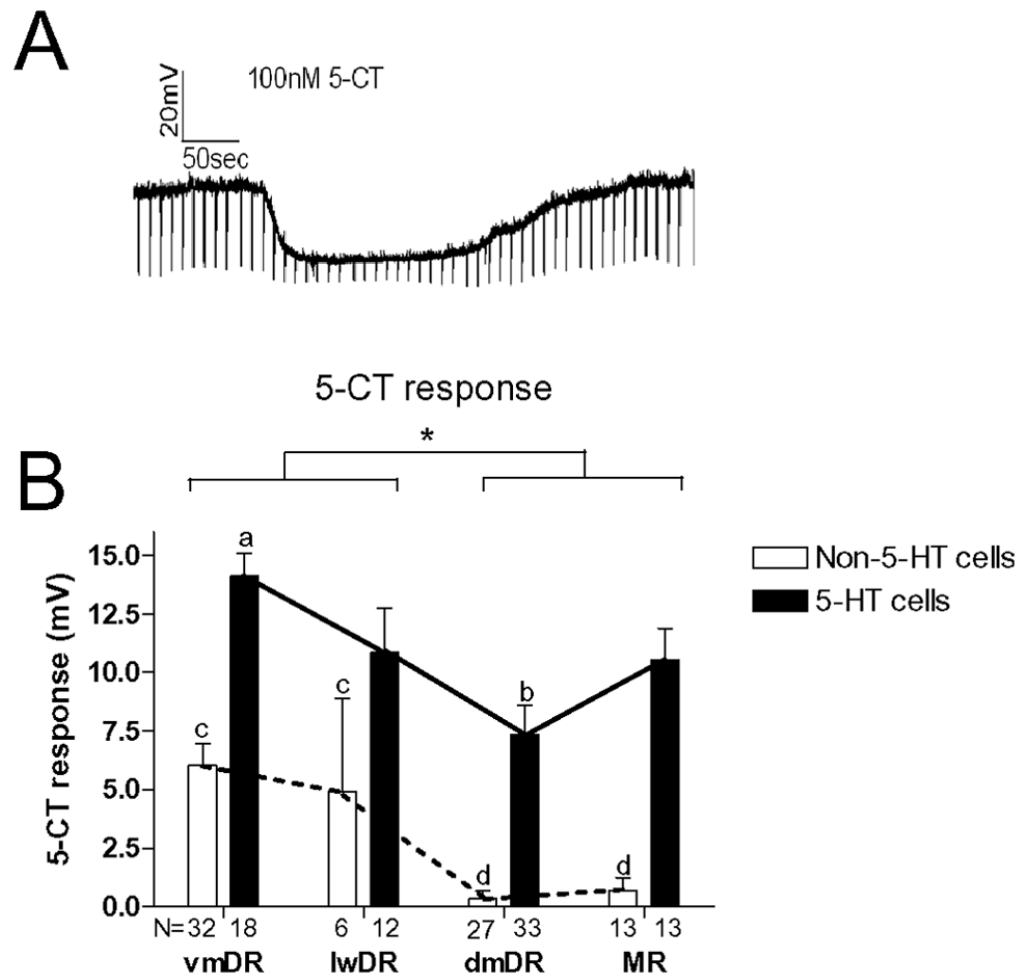 A
100nM 5-CT
20mV
50sec
5-CT response
*
B
15.0
12.5
10.0
7.5
5.0
2.5
0.0
5-CT response (mV)
a
c
c
b
d
d
Non-5-HT cells
5-HT cells
N= 32 18 6 12 27 33 13 13
vmDR lwDR dmDR MR